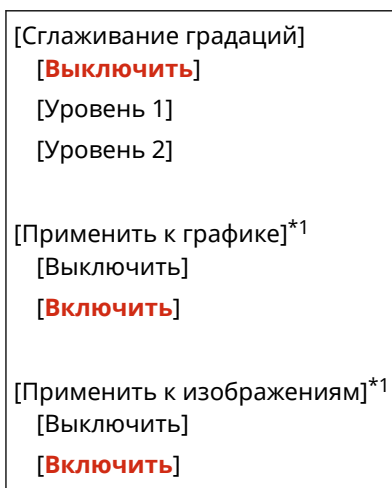 [Сглаживание градаций]
[Выключить]
[Уровень 1]
[Уровень 2]
[Применить к графике]*1
[Выключить]
[Включить]
[Применить к изображениям]*1
[Выключить]
[Включить]